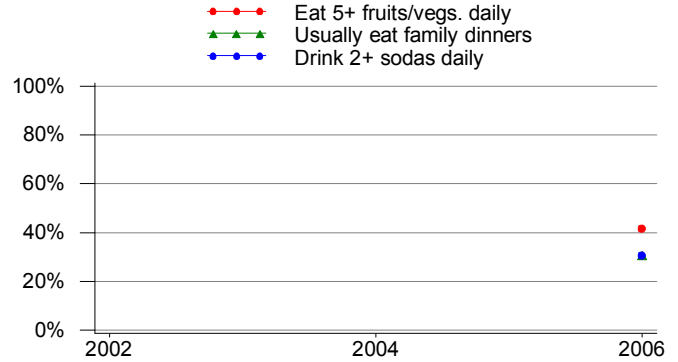 Eat 5+ fruits/vegs. daily
Usually eat family dinners
Drink 2+ sodas daily
100%
80%
60%
40%
20%
0%
2002 2004 2006